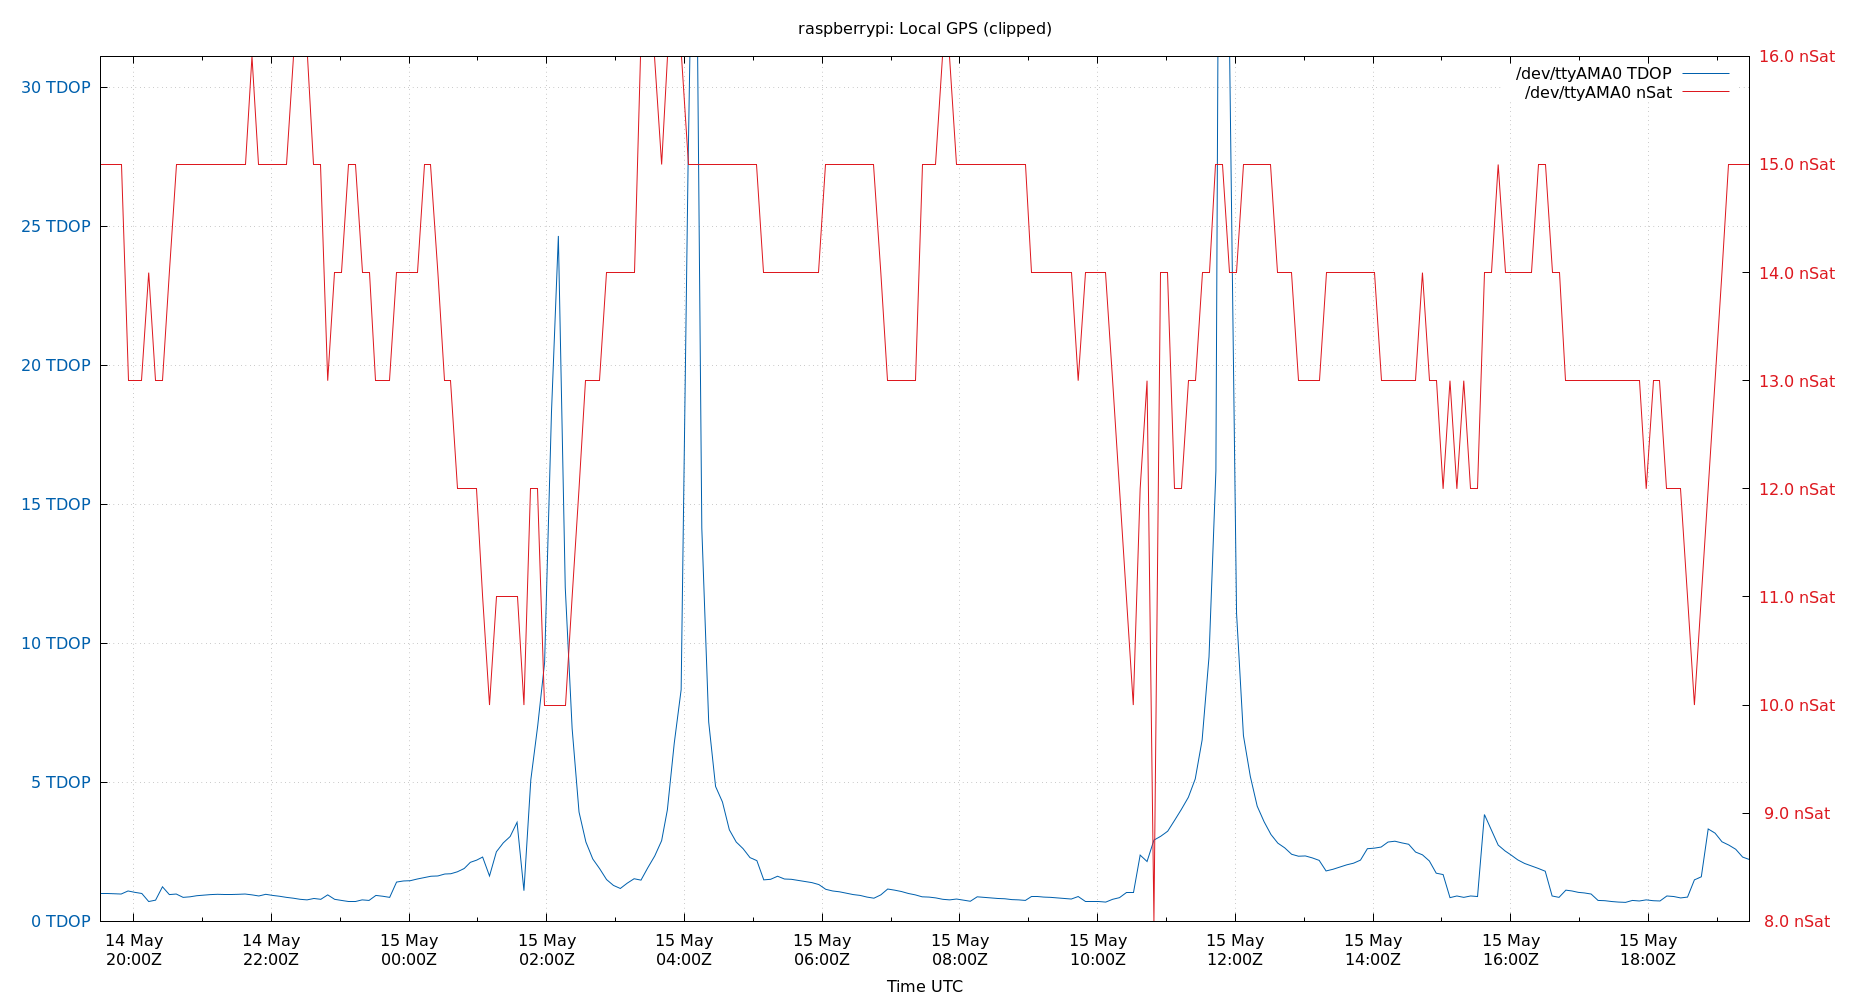 raspberrypi: Local GPS (clipped)
/dev/ttyAMA0 TDOP
/dev/ttyAMA0 nSat
30 TDOP
25 TDOP
20 TDOP
15 TDOP
10 TDOP
5 TDOP
0 TDOP
16.0 nSat
15.0 nSat
14.0 nSat
13.0 nSat
12.0 nSat
11.0 nSat
10.0 nSat
9.0 nSat
8.0 nSat
14 May 14 May 15 May 15 May 15 May 15 May 15 May 15 May 15 May 15 May 15 May 15 May
20:00Z 22:00Z 00:00Z 02:00Z 04:00Z 06:00Z 08:00Z 10:00Z 12:00Z 14:00Z 16:00Z 18:00Z
Time UTC